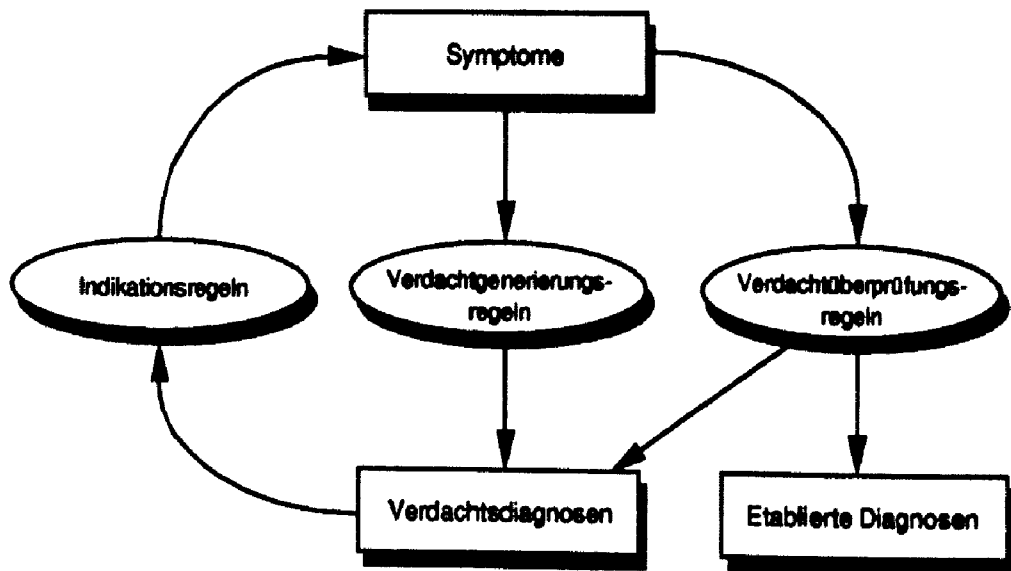 Symptome
Indikationsregeln
Verdachtgenerierungs-
regeln
Verdachtüberprüfungs-
regeln
Verdachtsdiagnosen
Etablierte Diagnosen